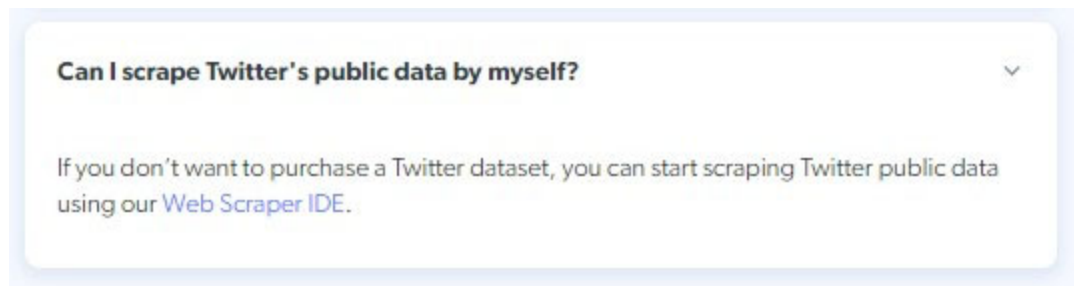 Can I scrape Twitter's public data by myself?
If you don’t want to purchase a Twitter dataset, you can start scraping Twitter public data
using our Web Scraper IDE.